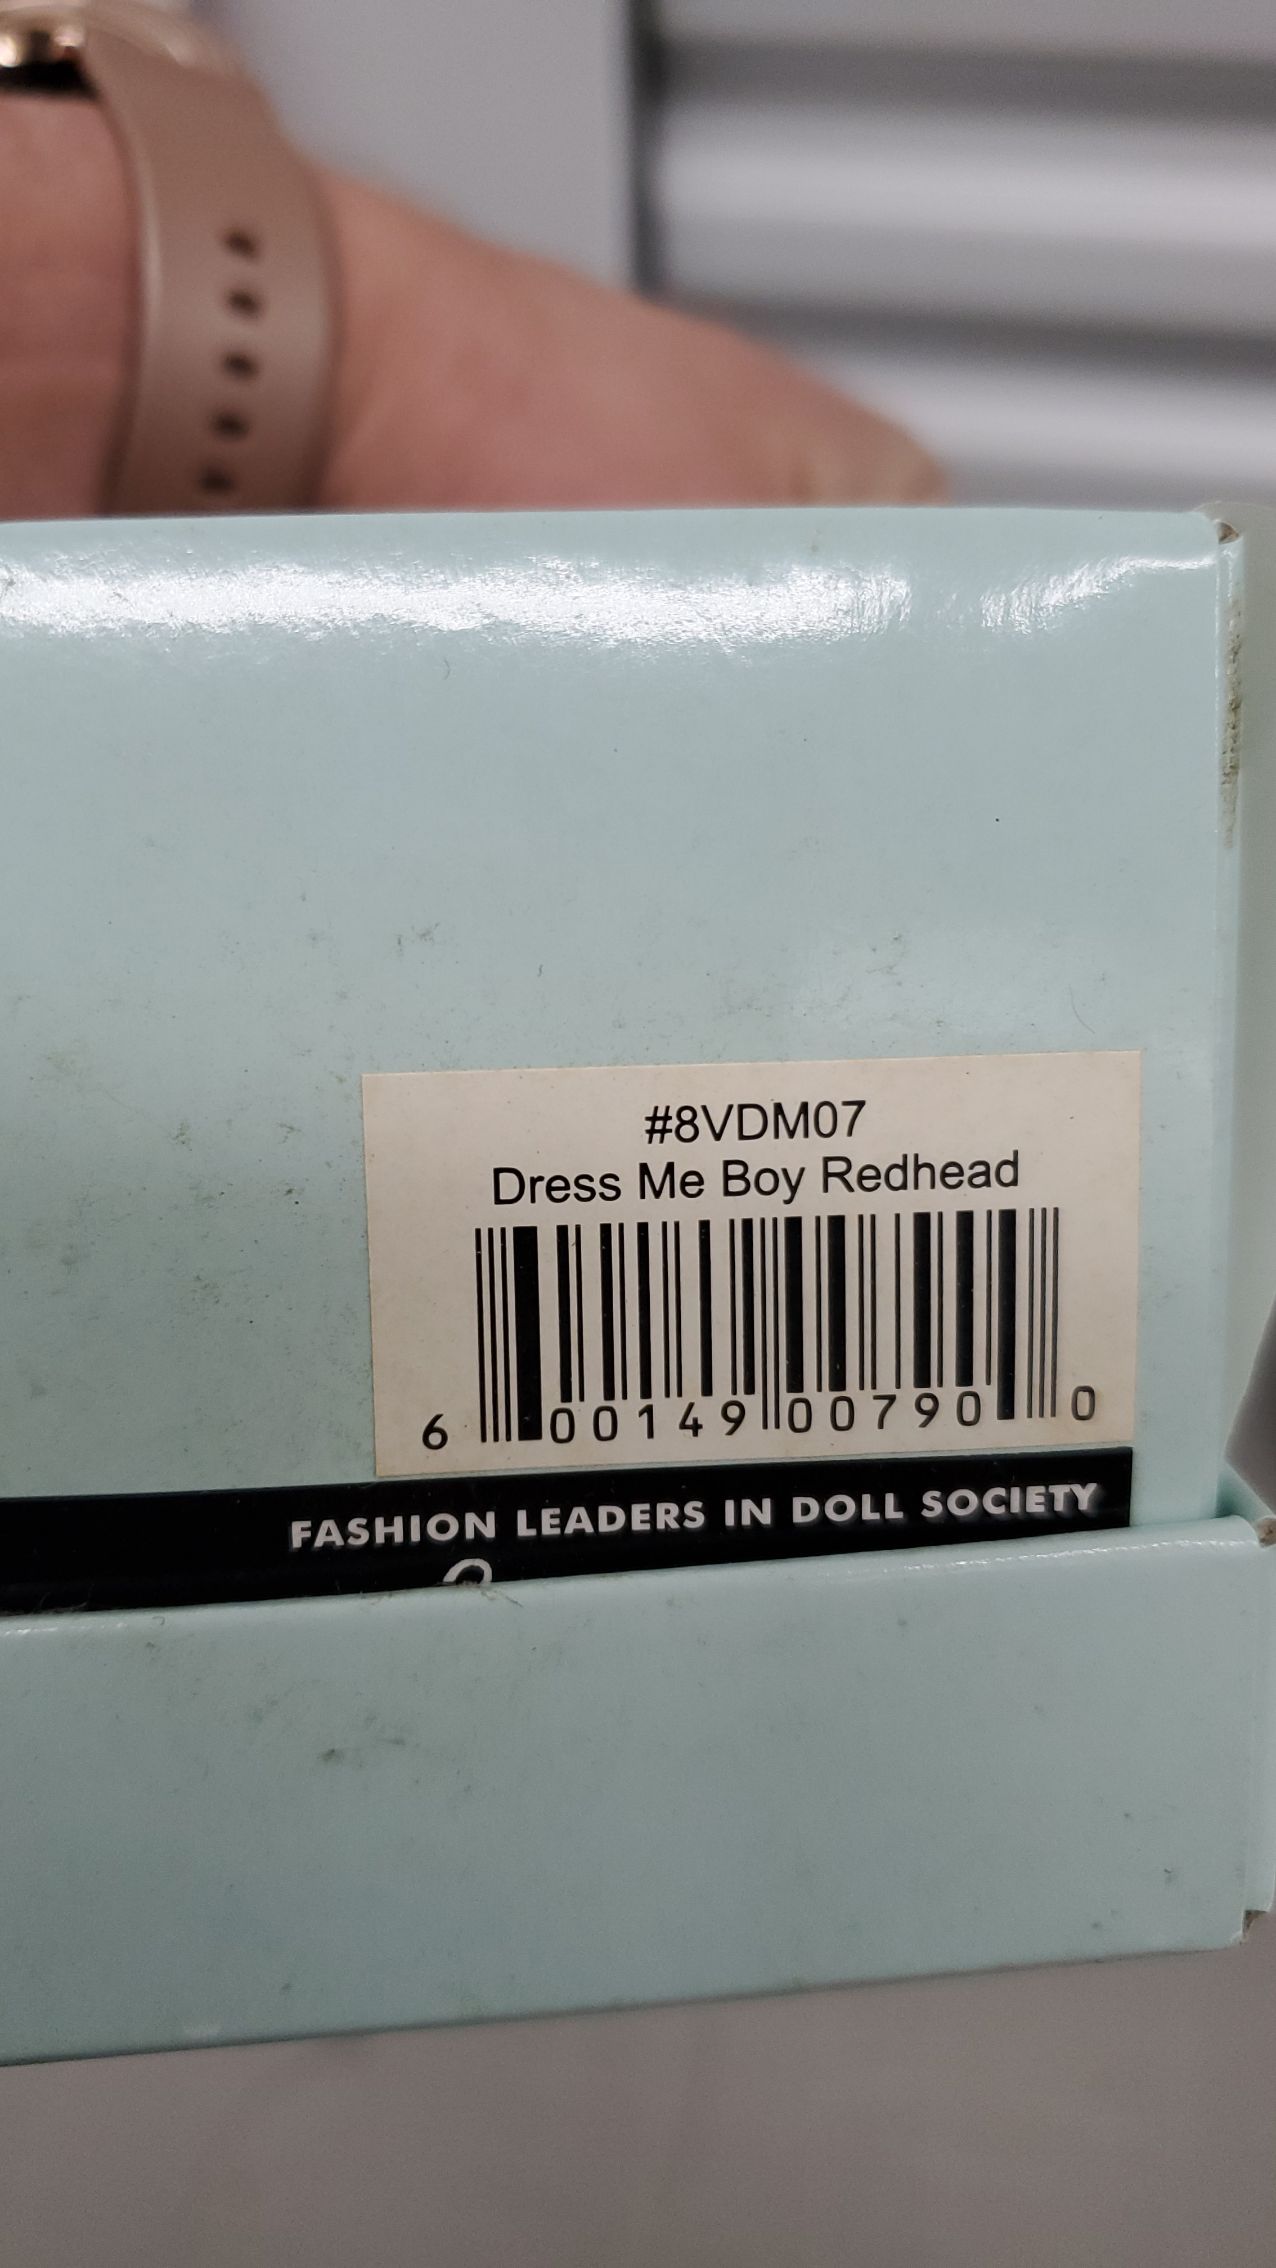 #8VDM07
Dress Me Boy Redhead
6 00149 00790 0
FASHION LEADERS IN DOLL SOCIETY